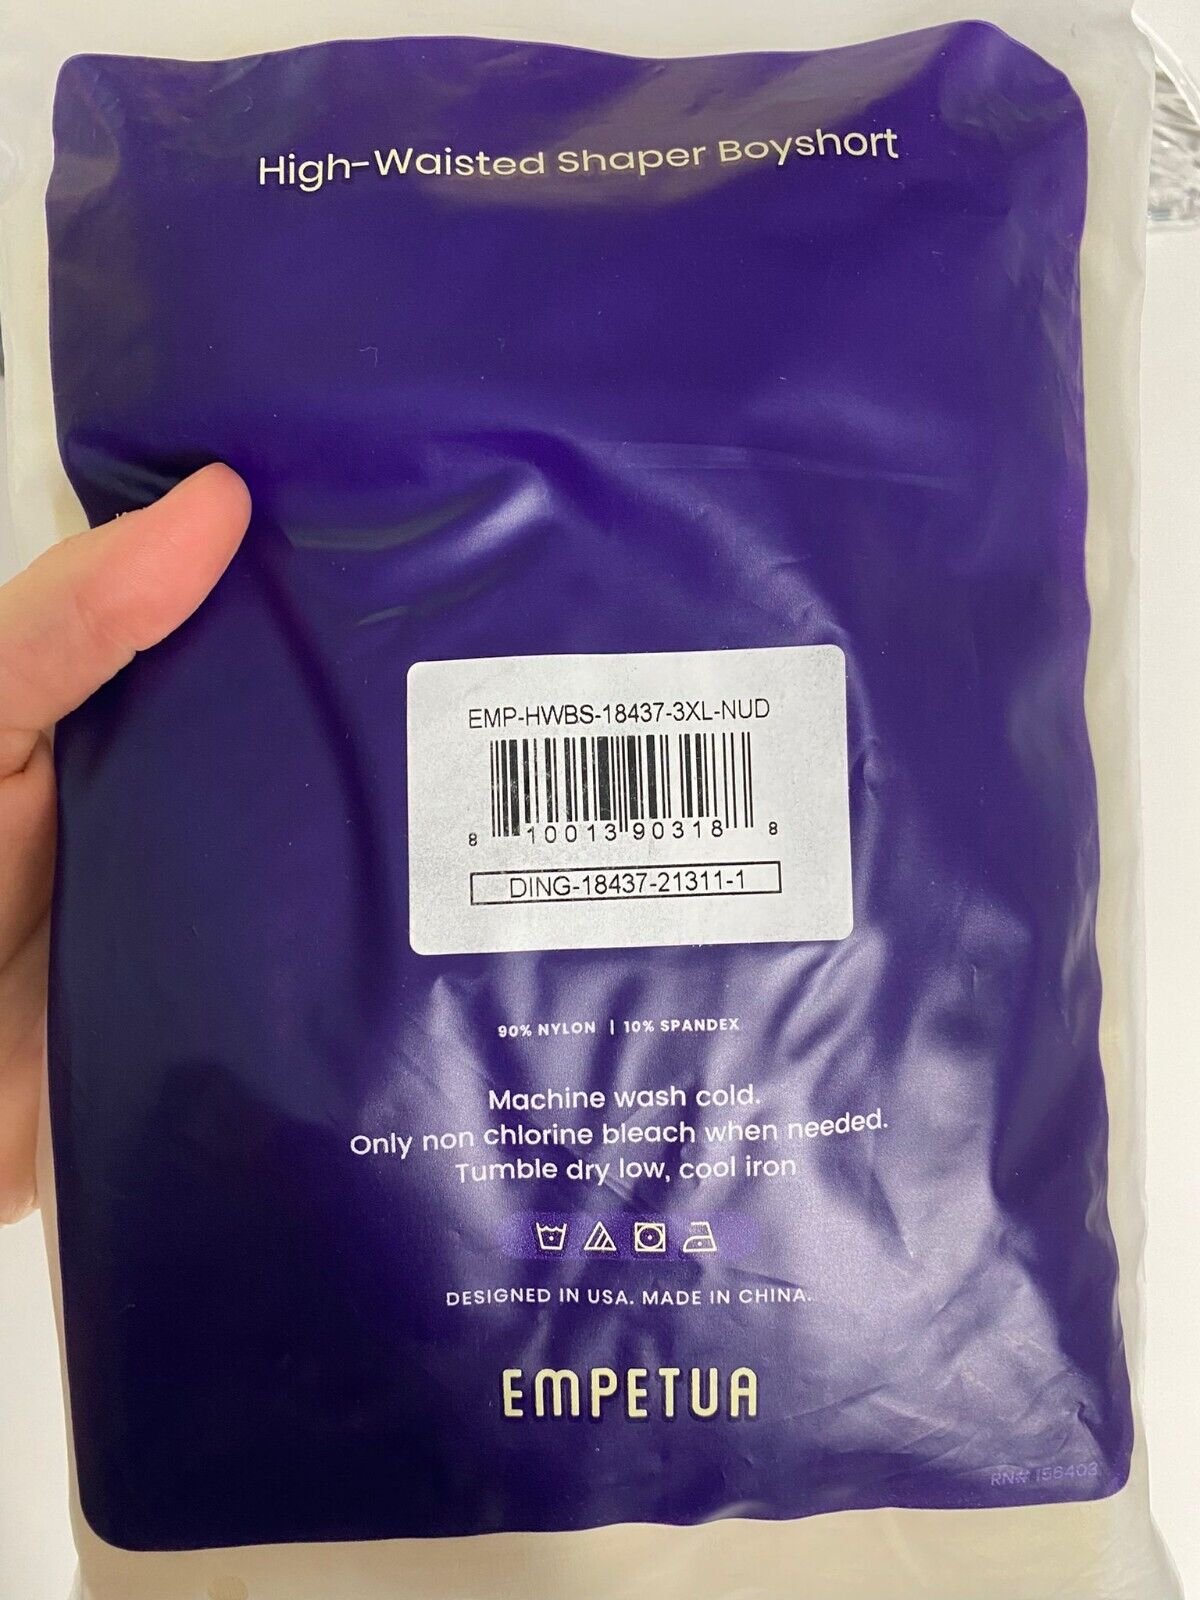 High-Waisted Shaper Boyshort
EMP-HWBS-18437-3XL-NUD
8 10013 90318 8
DING-18437-21311-1
90% NYLON | 10% SPANDEX
Machine wash cold.
Only non chlorine bleach when needed.
Tumble dry low, cool iron
DESIGNED IN USA. MADE IN CHINA.
EMPETUA
RN# 156403